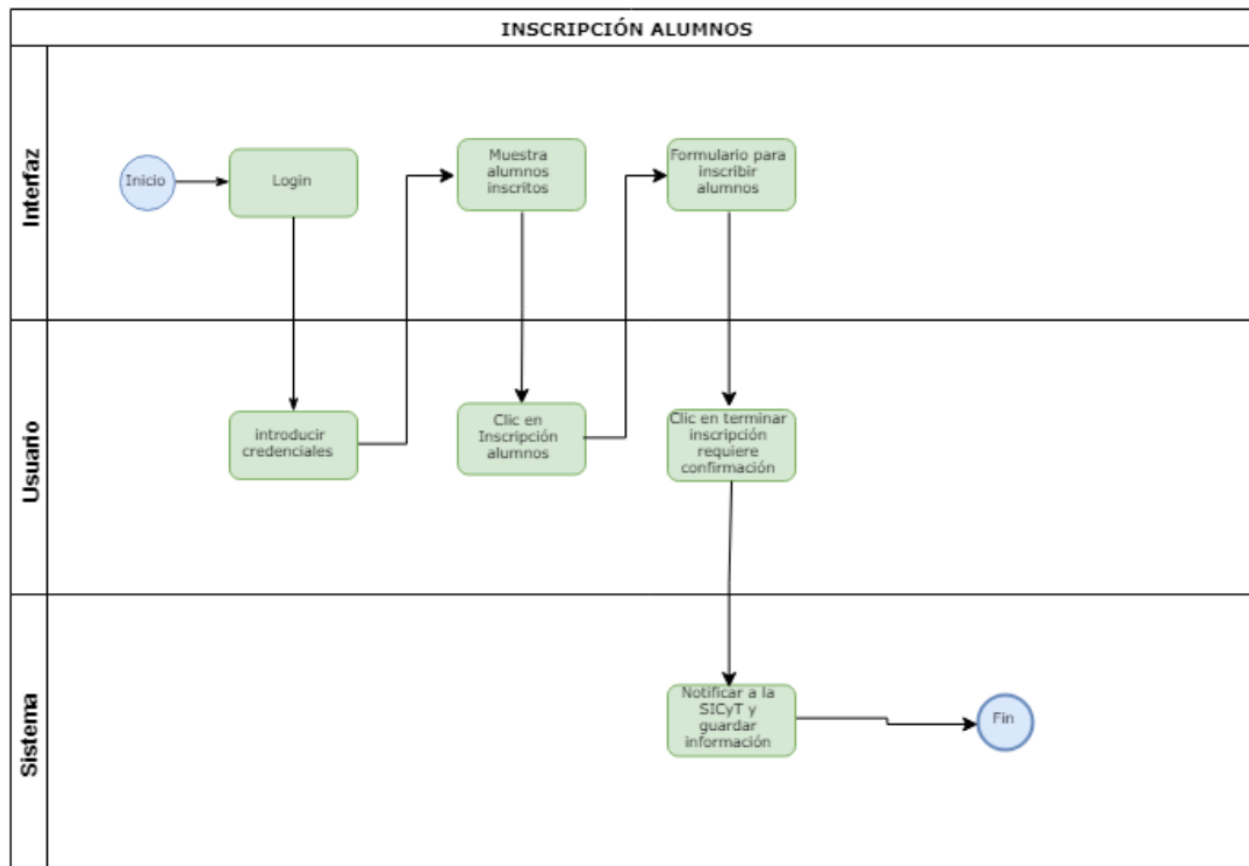 INSCRIPCIÓN ALUMNOS
Interfaz
Inicio
Login
Muestra
alumnos
inscritos
Formulario para
inscribir
alumnos
Usuario
introducir
credenciales
Clic en
Inscripción
alumnos
Clic en terminar
inscripción
requiere
confirmación
Sistema
Notificar a la
SICyT y
guardar
información
Fin